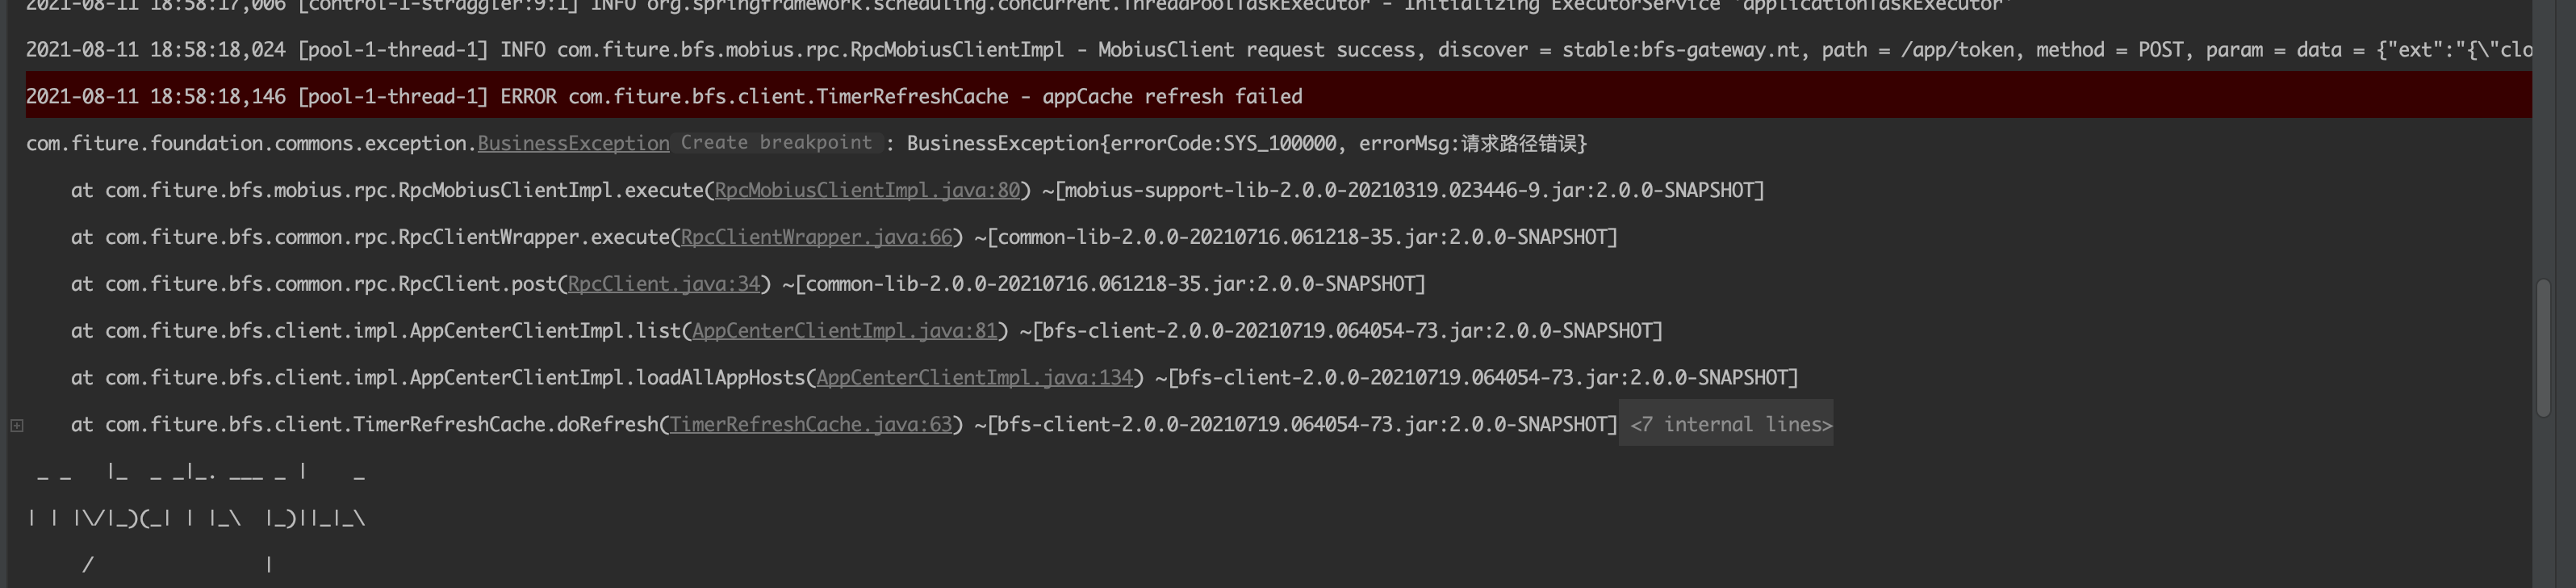 2021-08-11 18:58:17,006 [control-1-straggler:9:1] INFO org.springframework.scheduling.concurrent.ThreadPoolTaskExecutor - Initializing ExecutorService 'applicationTaskExecutor'
2021-08-11 18:58:18,024 [pool-1-thread-1] INFO com.fiture.bfs.mobius.rpc.RpcMobiusClientImpl - MobiusClient request success, discover = stable:bfs-gateway.nt, path = /app/token, method = POST, param = data = {"ext":"{\"clo
2021-08-11 18:58:18,146 [pool-1-thread-1] ERROR com.fiture.bfs.client.TimerRefreshCache - appCache refresh failed
com.fiture.foundation.commons.exception.BusinessException Create breakpoint : BusinessException{errorCode:SYS_100000, errorMsg:请求路径错误}
    at com.fiture.bfs.mobius.rpc.RpcMobiusClientImpl.execute(RpcMobiusClientImpl.java:80) ~[mobius-support-lib-2.0.0-20210319.023446-9.jar:2.0.0-SNAPSHOT]
    at com.fiture.bfs.common.rpc.RpcClientWrapper.execute(RpcClientWrapper.java:66) ~[common-lib-2.0.0-20210716.061218-35.jar:2.0.0-SNAPSHOT]
    at com.fiture.bfs.common.rpc.RpcClient.post(RpcClient.java:34) ~[common-lib-2.0.0-20210716.061218-35.jar:2.0.0-SNAPSHOT]
    at com.fiture.bfs.client.impl.AppCenterClientImpl.list(AppCenterClientImpl.java:81) ~[bfs-client-2.0.0-20210719.064054-73.jar:2.0.0-SNAPSHOT]
    at com.fiture.bfs.client.impl.AppCenterClientImpl.loadAllAppHosts(AppCenterClientImpl.java:134) ~[bfs-client-2.0.0-20210719.064054-73.jar:2.0.0-SNAPSHOT]
    at com.fiture.bfs.client.TimerRefreshCache.doRefresh(TimerRefreshCache.java:63) ~[bfs-client-2.0.0-20210719.064054-73.jar:2.0.0-SNAPSHOT] <7 internal lines>
 _ _   |_  _ _|_. ___ _ |    _
| | |\/|_)(_| | |_\  |_)||_|_\
     /               |